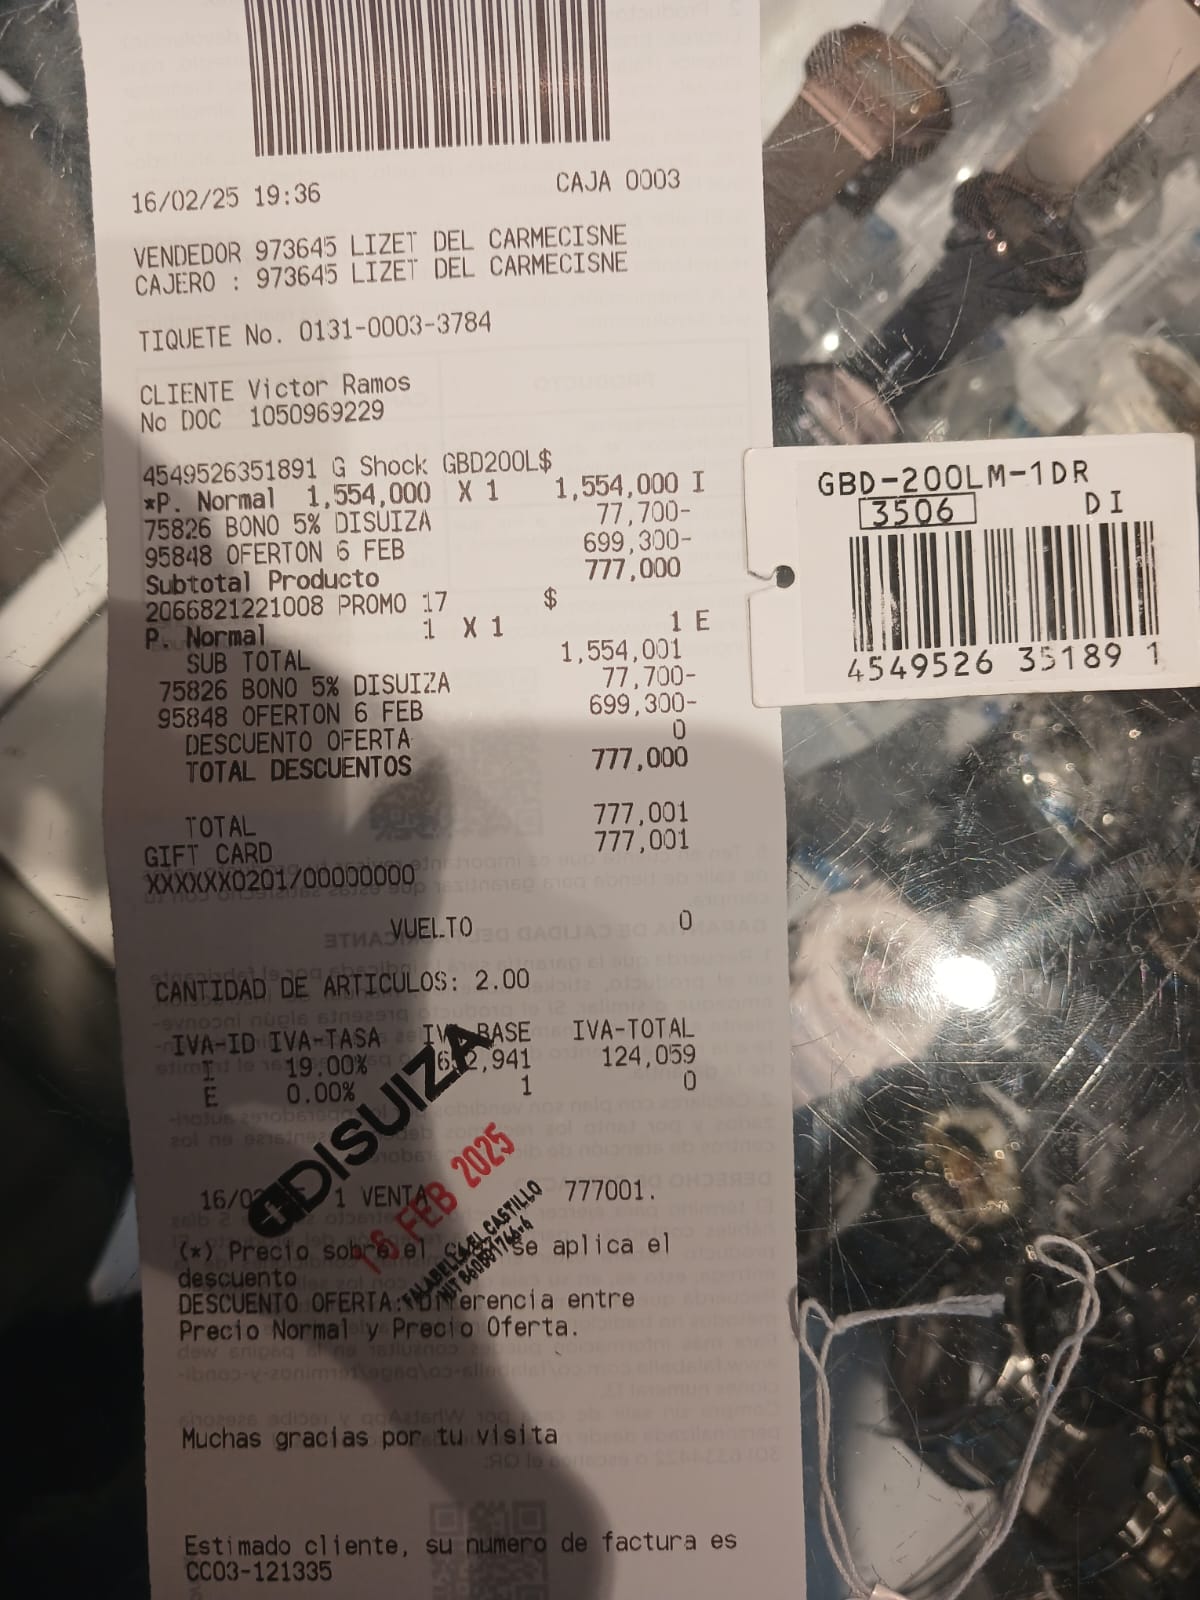 16/02/25 19:36 CAJA 0003
VENDEDOR 973645 LIZET DEL CARMECISNE
CAJERO : 973645 LIZET DEL CARMECISNE
TIQUETE No. 0131-0003-3784
CLIENTE Victor Ramos
No DOC 1050969229
4549526351891 G Shock GBD200L$
*P. Normal 1,554,000 X 1 1,554,000 I
75826 BONO 5% DISUIZA 77,700-
95848 OFERTON 6 FEB 699,300-
Subtotal Producto 777,000
2066821221008 PROMO 17 $
P. Normal 1 X 1 1 E
SUB TOTAL 1,554,001
75826 BONO 5% DISUIZA 77,700-
95848 OFERTON 6 FEB 699,300-
DESCUENTO OFERTA 0
TOTAL DESCUENTOS 777,000
TOTAL 777,001
GIFT CARD 777,001
XXXXXX0201/00000000
VUELTO 0
CANTIDAD DE ARTICULOS: 2.00
IVA-ID IVA-TASA IVA-BASE IVA-TOTAL
I 19.00% 652,941 124,059
E 0.00% 1 0
DISUIZA
16 FEB 2025
FALABELLA EL CASTILLO
NIT
1 VENTA 777001.
(*) Precio sobre el se aplica el
descuento
DESCUENTO OFERTA: Diferencia entre
Precio Normal y Precio Oferta.
Muchas gracias por tu visita
Estimado cliente, su numero de factura es
CC03-121335
GBD-200LM-1DR
3506 DI
4549526 35189 1